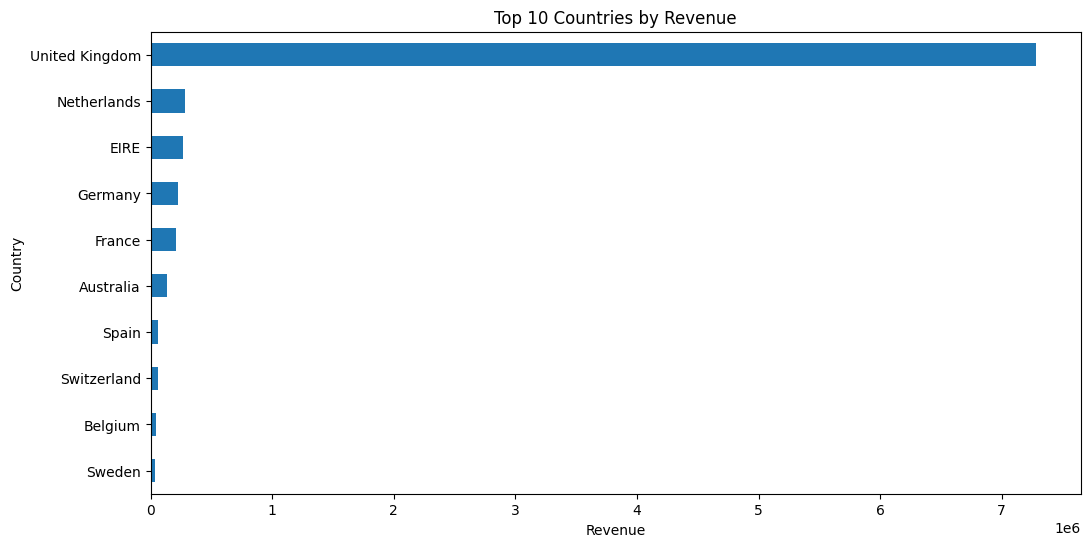 Top 10 Countries by Revenue
United Kingdom
Netherlands
EIRE
Germany
France
Australia
Spain
Switzerland
Belgium
Sweden
Country
0 1 2 3 4 5 6 7
1e6
Revenue